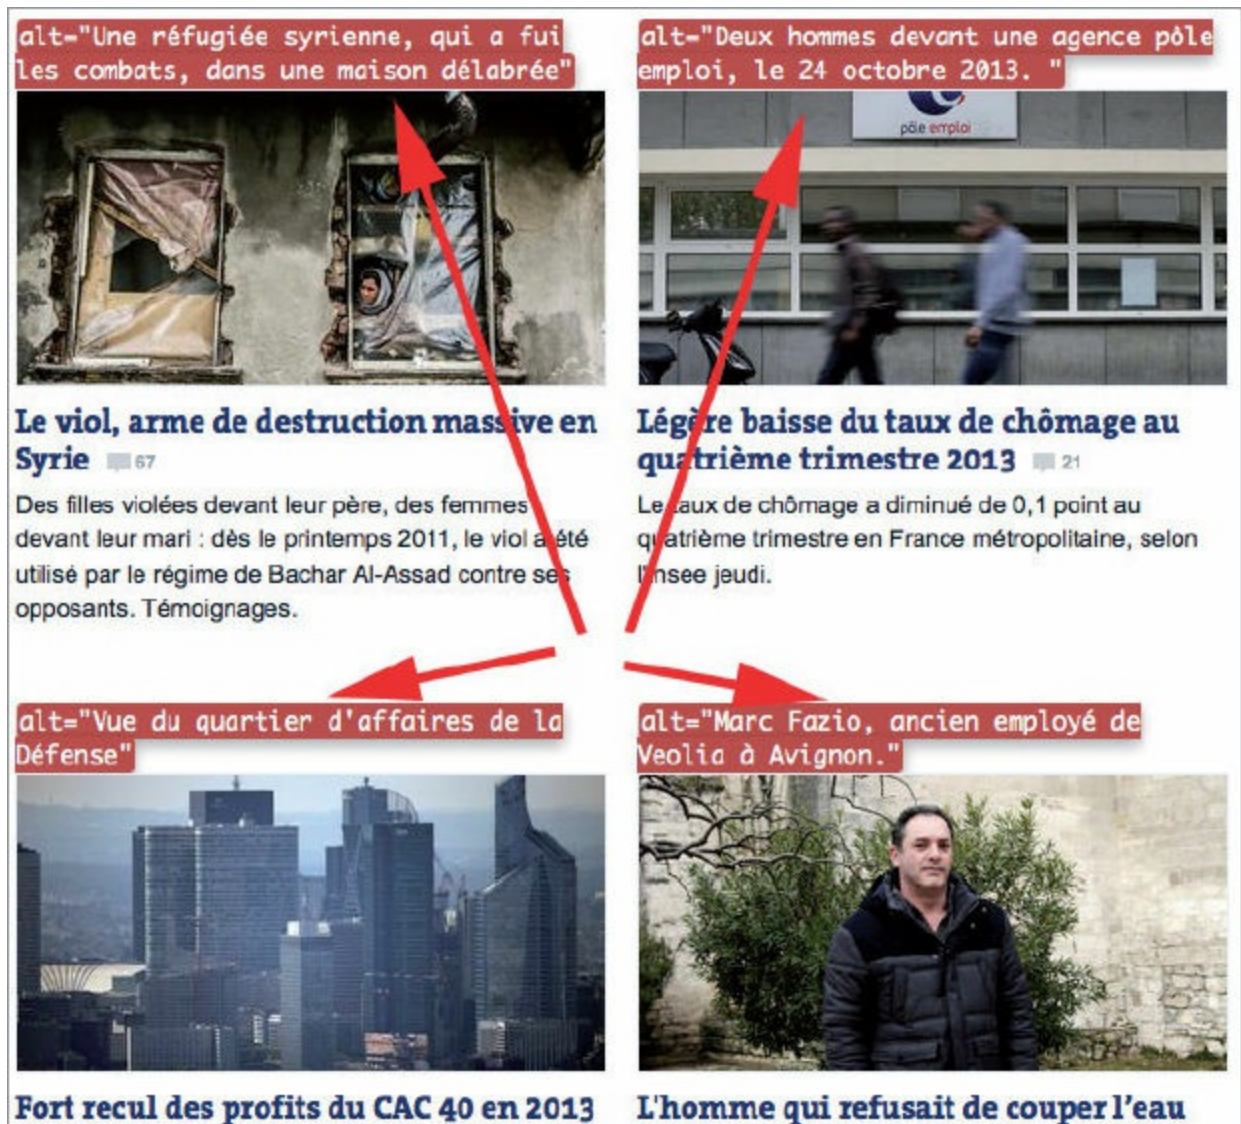 alt="Une réfugiée syrienne, qui a fui
les combats, dans une maison délabrée"
alt="Deux hommes devant une agence pôle
emploi, le 24 octobre 2013. "
pôle emploi
Le viol, arme de destruction massive en
Syrie 67
Des filles violées devant leur père, des femmes
devant leur mari : dès le printemps 2011, le viol a été
utilisé par le régime de Bachar Al-Assad contre ses
opposants. Témoignages.
Légère baisse du taux de chômage au
quatrième trimestre 2013 21
Le taux de chômage a diminué de 0,1 point au
quatrième trimestre en France métropolitaine, selon
l'Insee jeudi.
alt="Vue du quartier d'affaires de la
Défense"
alt="Marc Fazio, ancien employé de
Veolia à Avignon."
Fort recul des profits du CAC 40 en 2013
L'homme qui refusait de couper l'eau